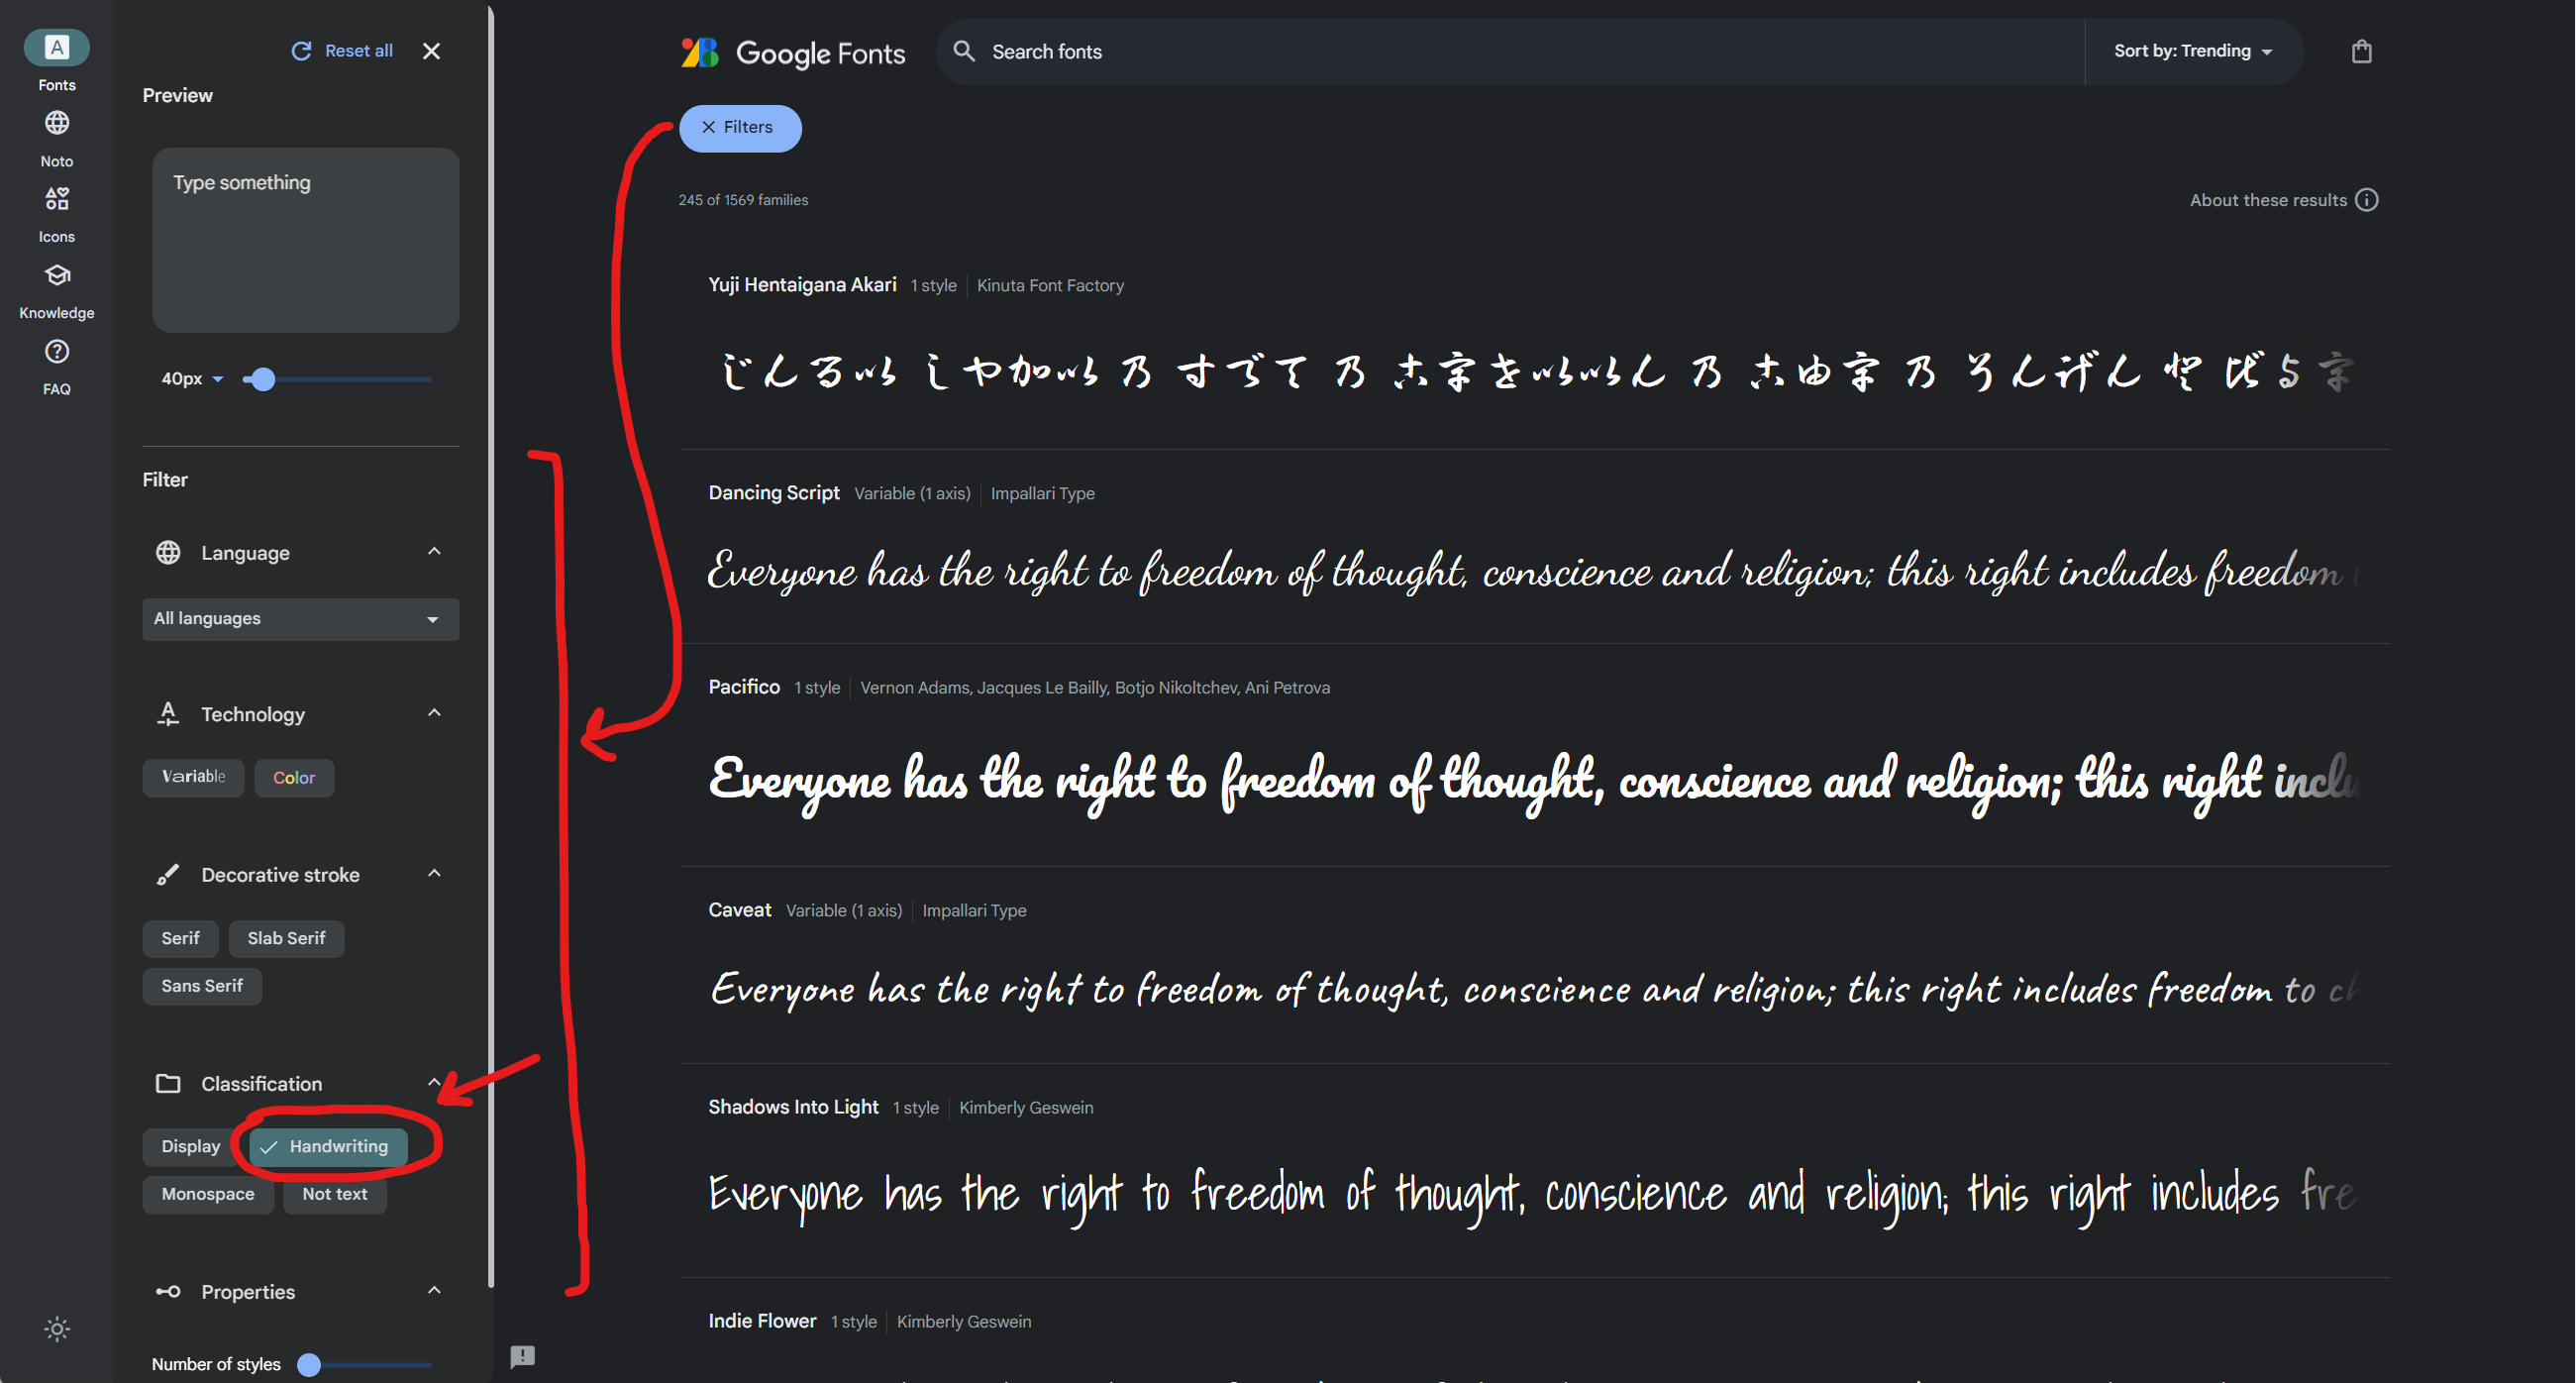 Fonts
Noto
Icons
Knowledge
FAQ
Reset all
Preview
Type something
40px
Filter
Language
All languages
Technology
Variable
Color
Decorative stroke
Serif
Slab Serif
Sans Serif
Classification
Display
Handwriting
Monospace
Not text
Properties
Number of styles
Google Fonts
Search fonts
Sort by: Trending
Filters
245 of 1569 families
About these results
Yuji Hentaigana Akari 1 style Kinuta Font Factory
Dancing Script Variable (1 axis) Impallari Type
Everyone has the right to freedom of thought, conscience and religion; this right includes freedom
Pacifico 1 style Vernon Adams, Jacques Le Bailly, Botjo Nikoltchev, Ani Petrova
Everyone has the right to freedom of thought, conscience and religion; this right inclu
Caveat Variable (1 axis) Impallari Type
Everyone has the right to freedom of thought, conscience and religion; this right includes freedom to ch
Shadows Into Light 1 style Kimberly Geswein
Everyone has the right to freedom of thought, conscience and religion; this right includes fre
Indie Flower 1 style Kimberly Geswein